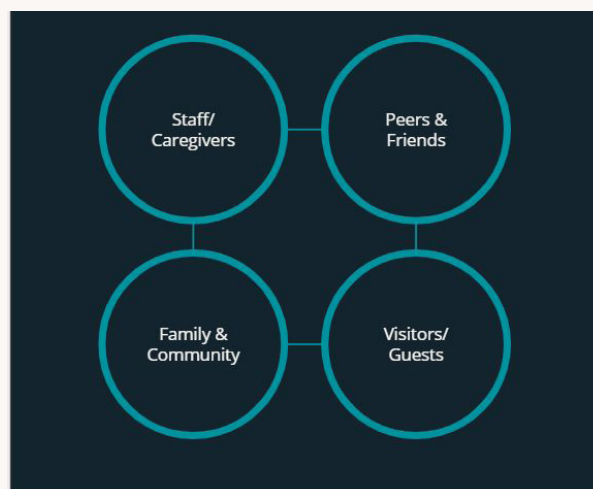 Staff/
Caregivers
Peers &
Friends
Family &
Community
Visitors/
Guests